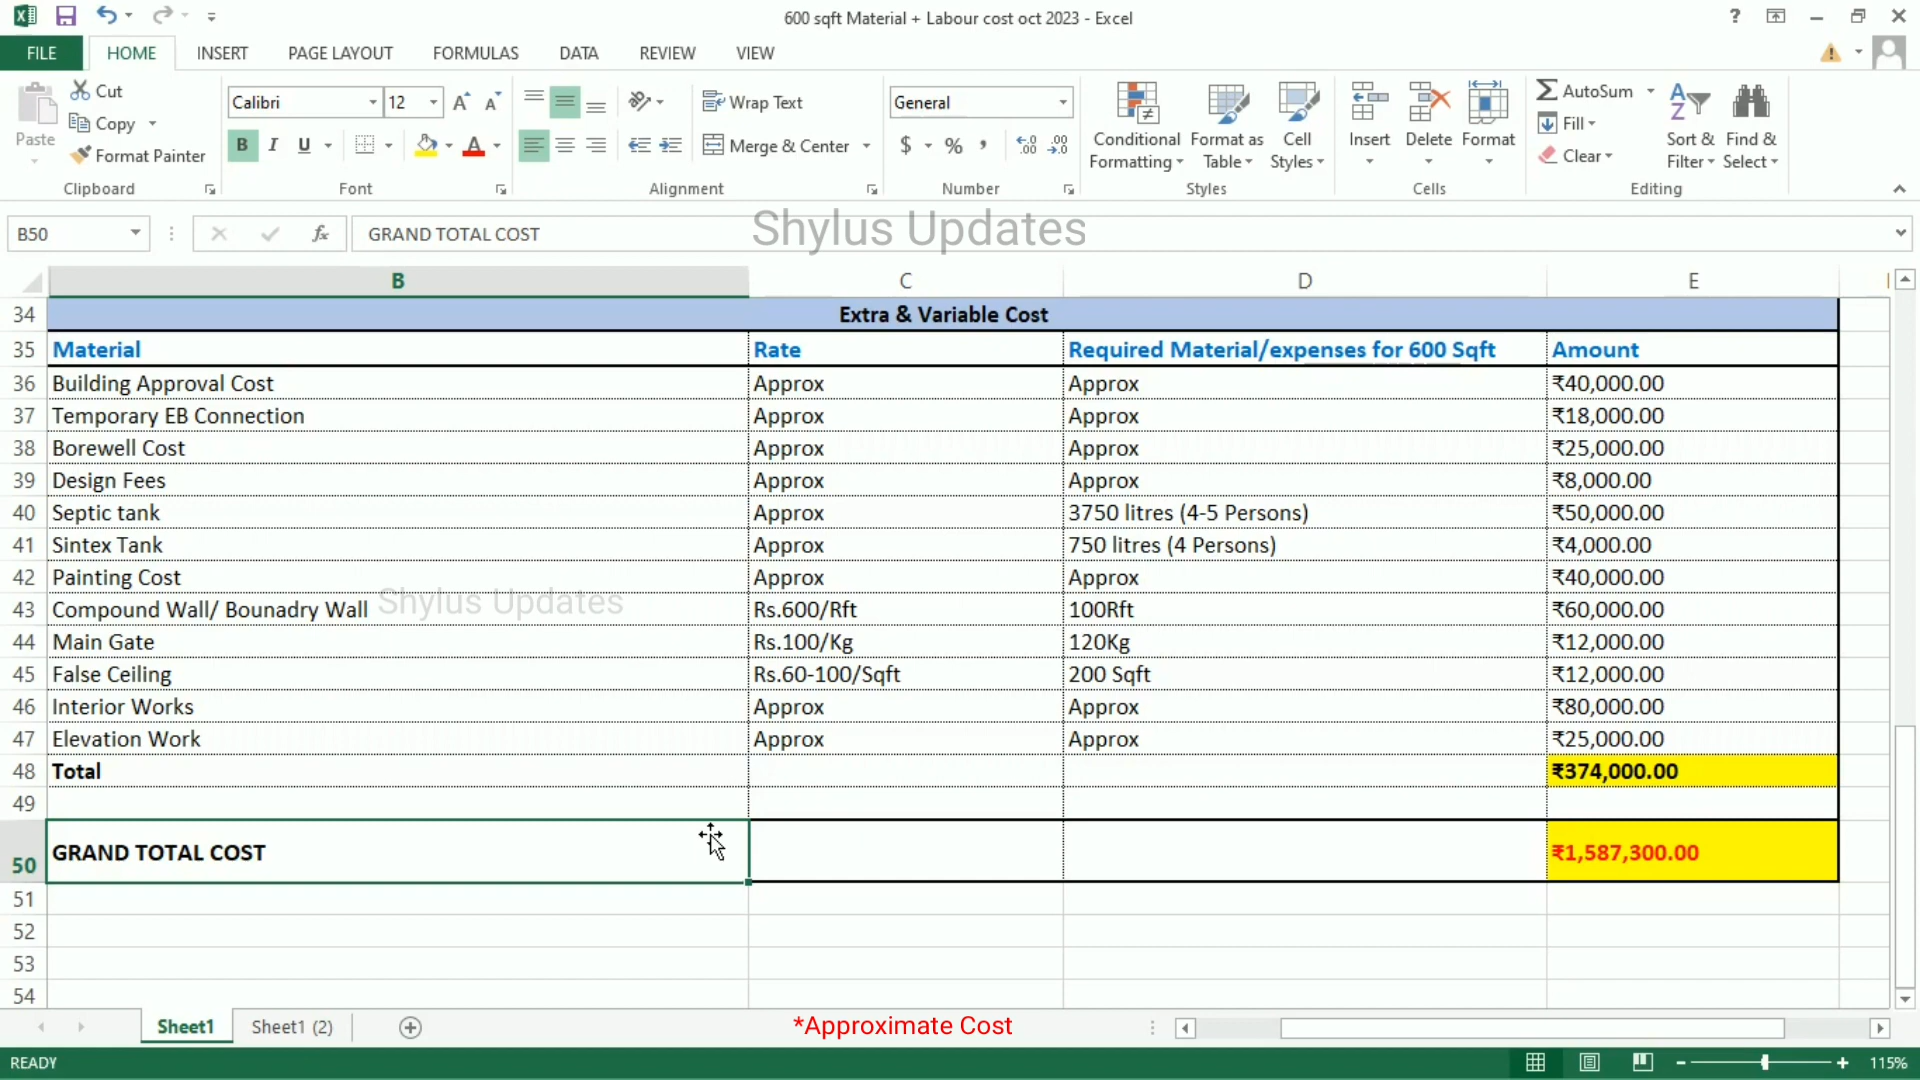 600 sqft Material + Labour cost oct 2023 - Excel
?
FILE HOME INSERT PAGE LAYOUT FORMULAS DATA REVIEW VIEW
Cut
Calibri 12 A A Wrap Text General AutoSum
Paste Copy Conditional Formatting Format as Table Cell Styles Insert Delete Format Fill Sort & Filter Find & Select
Format Painter B I U A Merge & Center $ % , .00 .00 Clear
Clipboard Font Alignment Number Styles Cells Editing
B50 fx GRAND TOTAL COST Shylus Updates
B C D E
34 Extra & Variable Cost
35 Material Rate Required Material/expenses for 600 Sqft Amount
36 Building Approval Cost Approx Approx ₹40,000.00
37 Temporary EB Connection Approx Approx ₹18,000.00
38 Borewell Cost Approx Approx ₹25,000.00
39 Design Fees Approx Approx ₹8,000.00
40 Septic tank Approx 3750 litres (4-5 Persons) ₹50,000.00
41 Sintex Tank Approx 750 litres (4 Persons) ₹4,000.00
42 Painting Cost Approx Approx ₹40,000.00
43 Compound Wall/ Bounadry Wall Shylus Updates Rs.600/Rft 100Rft ₹60,000.00
44 Main Gate Rs.100/Kg 120Kg ₹12,000.00
45 False Ceiling Rs.60-100/Sqft 200 Sqft ₹12,000.00
46 Interior Works Approx Approx ₹80,000.00
47 Elevation Work Approx Approx ₹25,000.00
48 Total ₹374,000.00
49
50 GRAND TOTAL COST ₹1,587,300.00
51
52
53
54
Sheet1 Sheet1 (2) *Approximate Cost
READY 115%